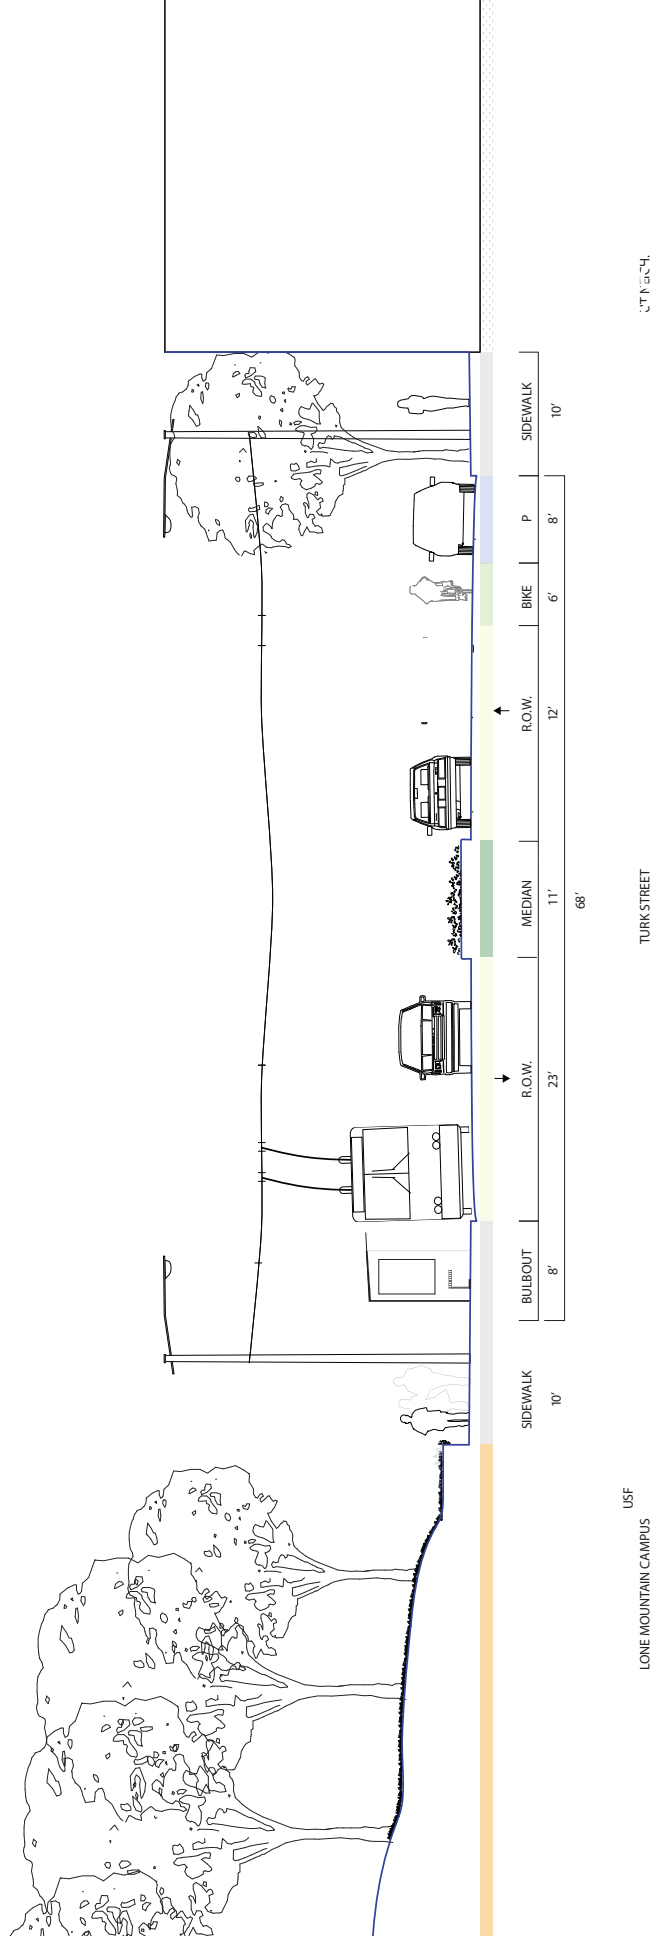 SIDEWALK
10'
BULBOUT
8'
R.O.W.
23'
MEDIAN
11'
R.O.W.
12'
BIKE
6'
P
8'
SIDEWALK
10'
68'
USF
LONE MOUNTAIN CAMPUS
TURK STREET